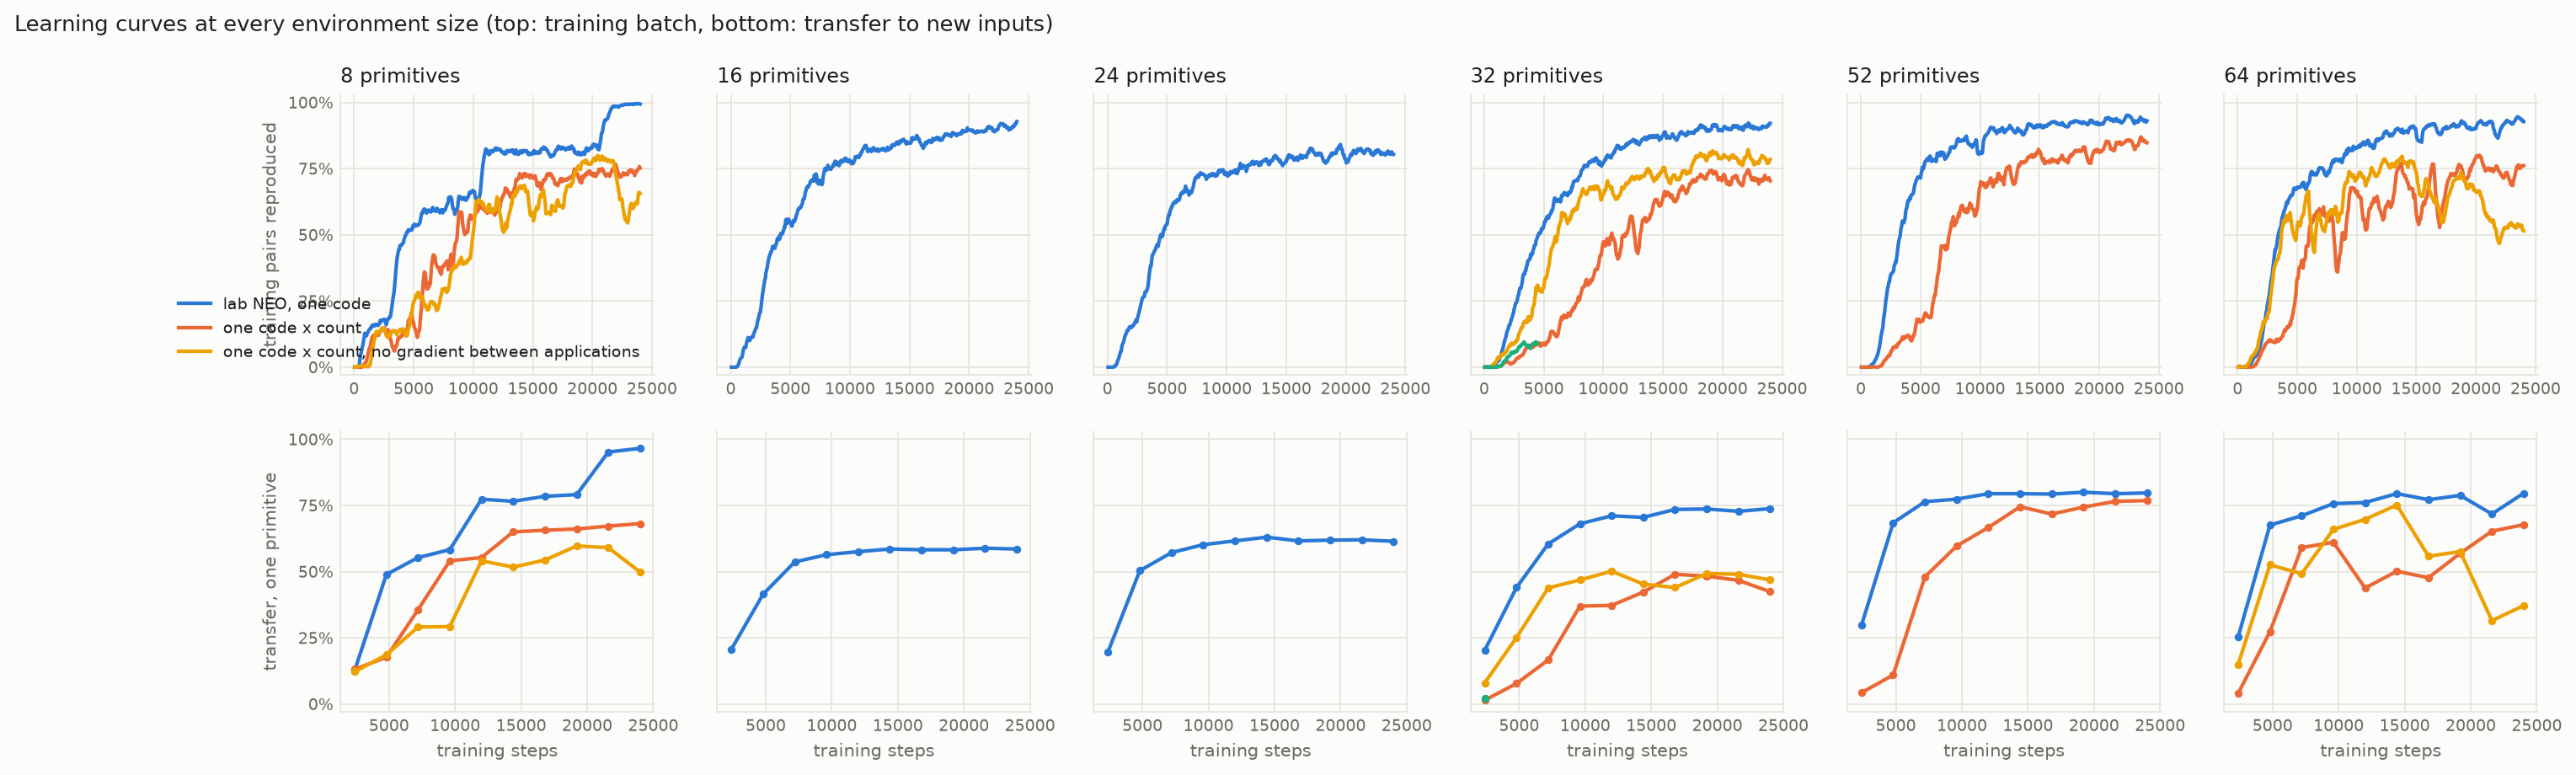 Learning curves at every environment size (top: training batch, bottom: transfer to new inputs)
8 primitives
16 primitives
24 primitives
32 primitives
52 primitives
64 primitives
training pairs reproduced
100%
75%
50%
25%
0%
lab NEO, one code
one code x count
one code x count, no gradient between applications
0 5000 10000 15000 20000 25000
0 5000 10000 15000 20000 25000
0 5000 10000 15000 20000 25000
0 5000 10000 15000 20000 25000
0 5000 10000 15000 20000 25000
0 5000 10000 15000 20000 25000
transfer, one primitive
100%
75%
50%
25%
0%
5000 10000 15000 20000 25000
5000 10000 15000 20000 25000
5000 10000 15000 20000 25000
5000 10000 15000 20000 25000
5000 10000 15000 20000 25000
5000 10000 15000 20000 25000
training steps
training steps
training steps
training steps
training steps
training steps